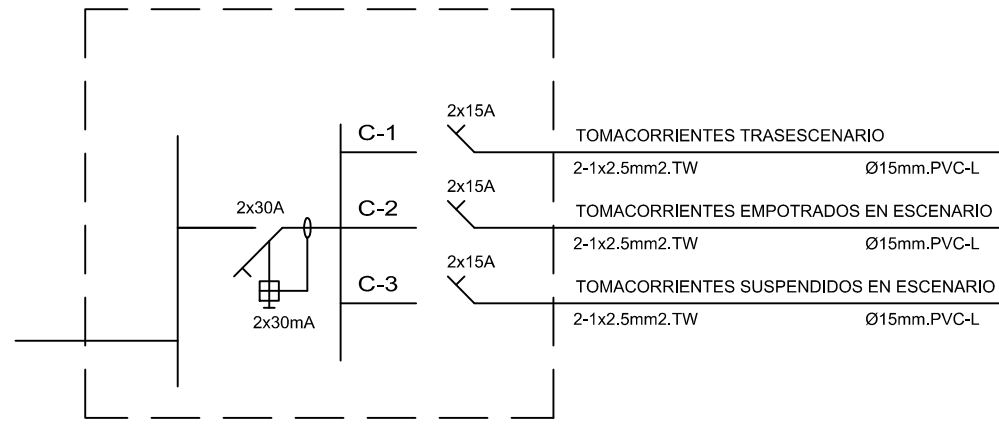 2x15A
C-1
TOMACORRIENTES TRASESCENARIO
2-1x2.5mm2.TW Ø15mm.PVC-L
2x15A
2x30A
C-2
TOMACORRIENTES EMPOTRADOS EN ESCENARIO
2-1x2.5mm2.TW Ø15mm.PVC-L
2x15A
C-3
TOMACORRIENTES SUSPENDIDOS EN ESCENARIO
2x30mA
2-1x2.5mm2.TW Ø15mm.PVC-L